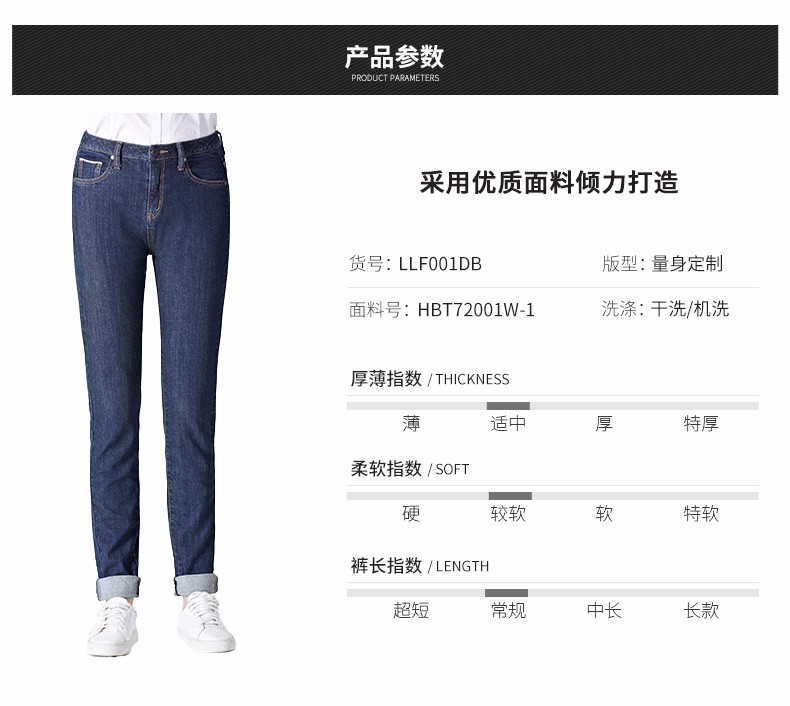 产品参数
PRODUCT PARAMETERS
采用优质面料倾力打造
货号: LLF001DB 版型: 量身定制
面料号: HBT72001W-1 洗涤: 干洗/机洗
厚薄指数 / THICKNESS
薄 适中 厚 特厚
柔软指数 / SOFT
硬 较软 软 特软
裤长指数 / LENGTH
超短 常规 中长 长款